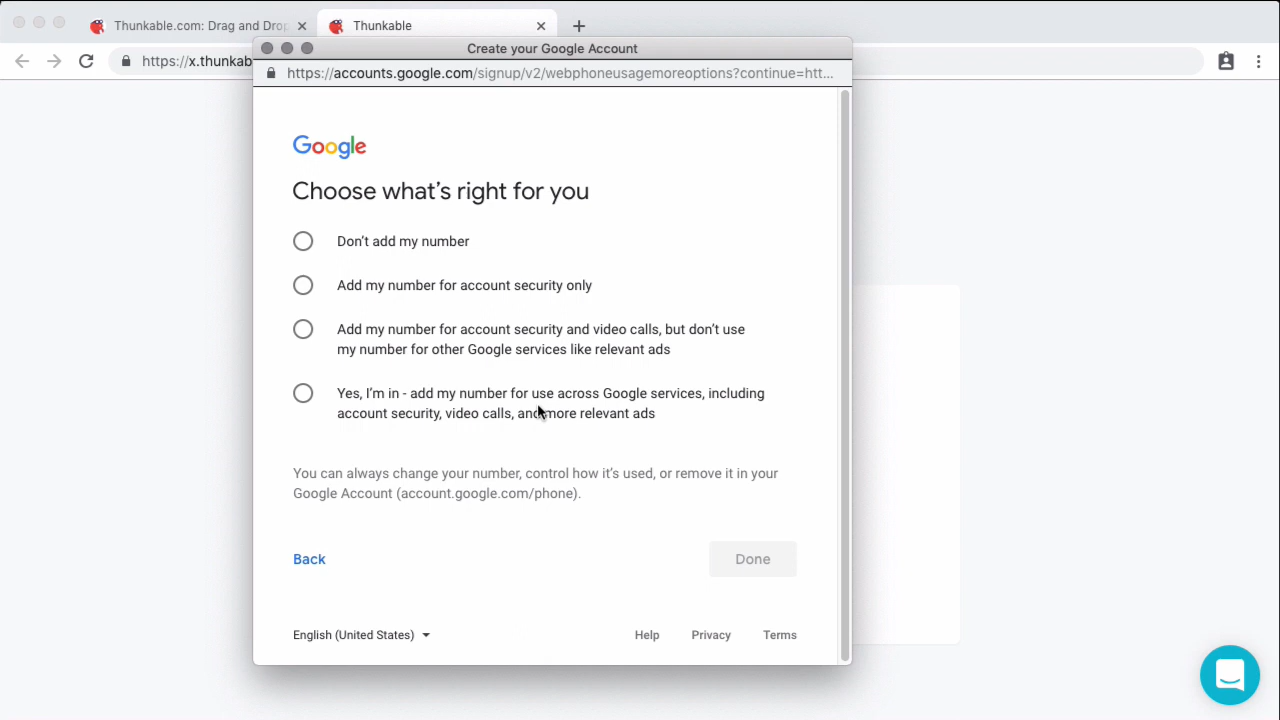 Thunkable.com: Drag and Drop
Thunkable
https://x.thunkab
Create your Google Account
https://accounts.google.com/signup/v2/webphoneusagemoreoptions?continue=htt...
Google
Choose what's right for you
Don't add my number
Add my number for account security only
Add my number for account security and video calls, but don't use
my number for other Google services like relevant ads
Yes, I'm in - add my number for use across Google services, including
account security, video calls, and more relevant ads
You can always change your number, control how it's used, or remove it in your
Google Account (account.google.com/phone).
Back
Done
English (United States)
Help
Privacy
Terms